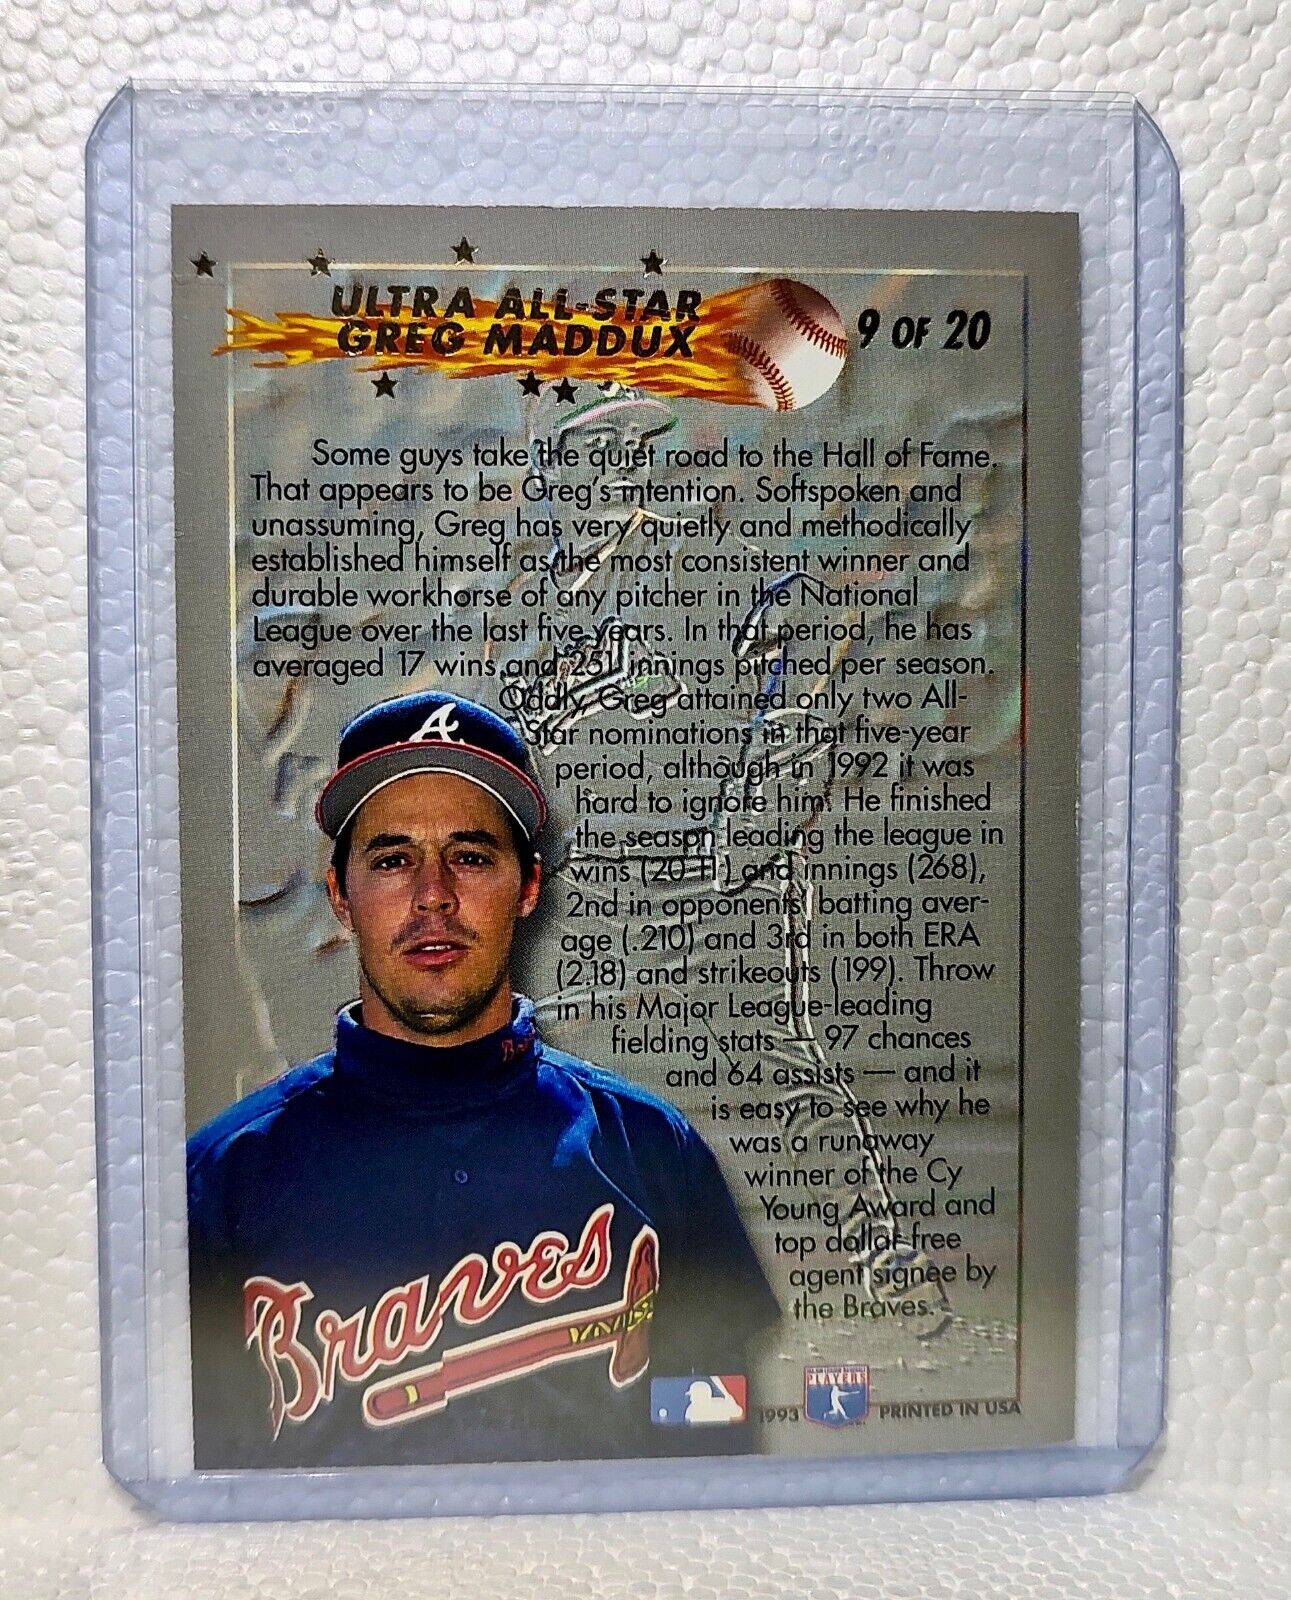 ULTRA ALL-STAR
GREG MADDUX
9 OF 20
Some guys take the quiet road to the Hall of Fame.
That appears to be Greg's intention. Softspoken and
unassuming, Greg has very quietly and methodically
established himself as the most consistent winner and
durable workhorse of any pitcher in the National
League over the last five years. In that period, he has
averaged 17 wins and 251 innings pitched per season.
Oddly, Greg attained only two All-
Star nominations in that five-year
period, although in 1992 it was
hard to ignore him. He finished
the season leading the league in
wins (20-11) and innings (268),
2nd in opponents' batting aver-
age (.210) and 3rd in both ERA
(2.18) and strikeouts (199). Throw
in his Major League-leading
fielding stats — 97 chances
and 64 assists — and it
is easy to see why he
was a runaway
winner of the Cy
Young Award and
top dollar free
agent signee by
the Braves.
A
Braves
1993
PLAYERS
PRINTED IN USA